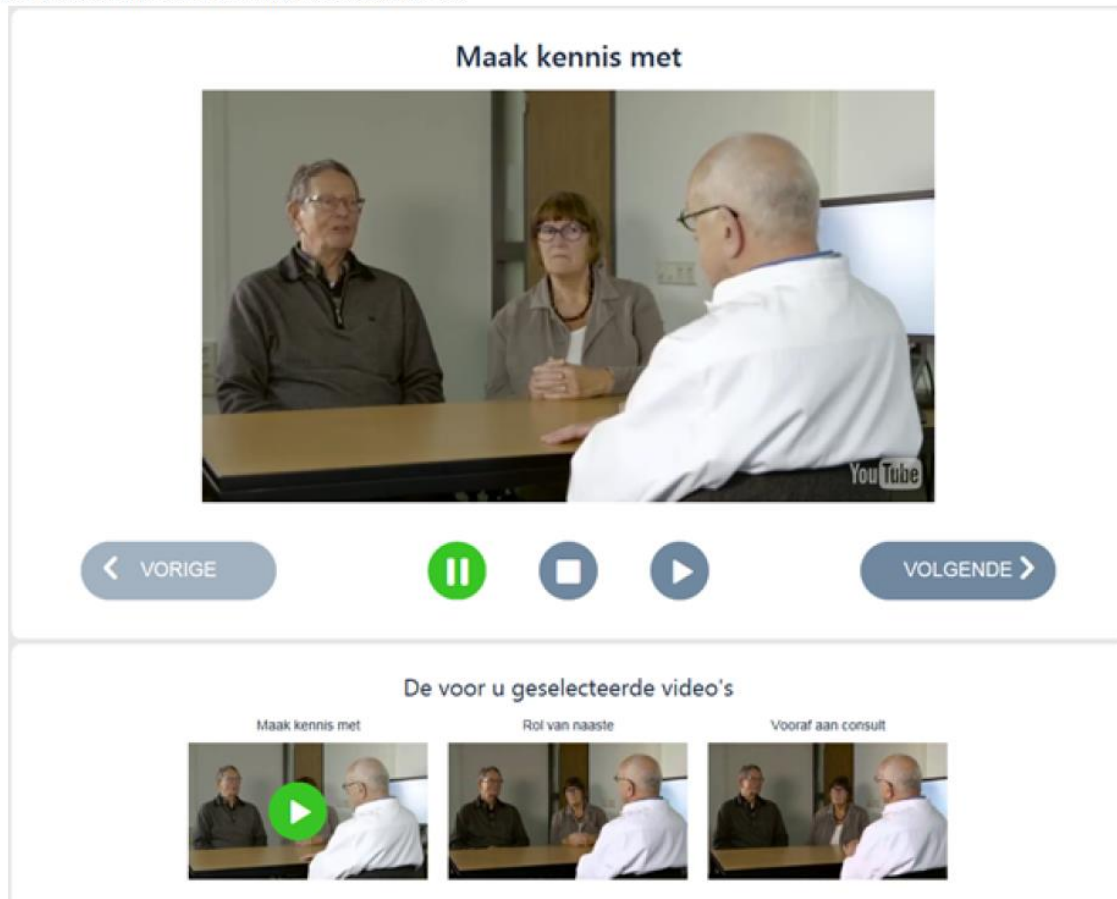 Maak kennis met
YouTube
VORIGE
VOLGENDE
De voor u geselecteerde video's
Maak kennis met
Rol van naaste
Vooraf aan consult